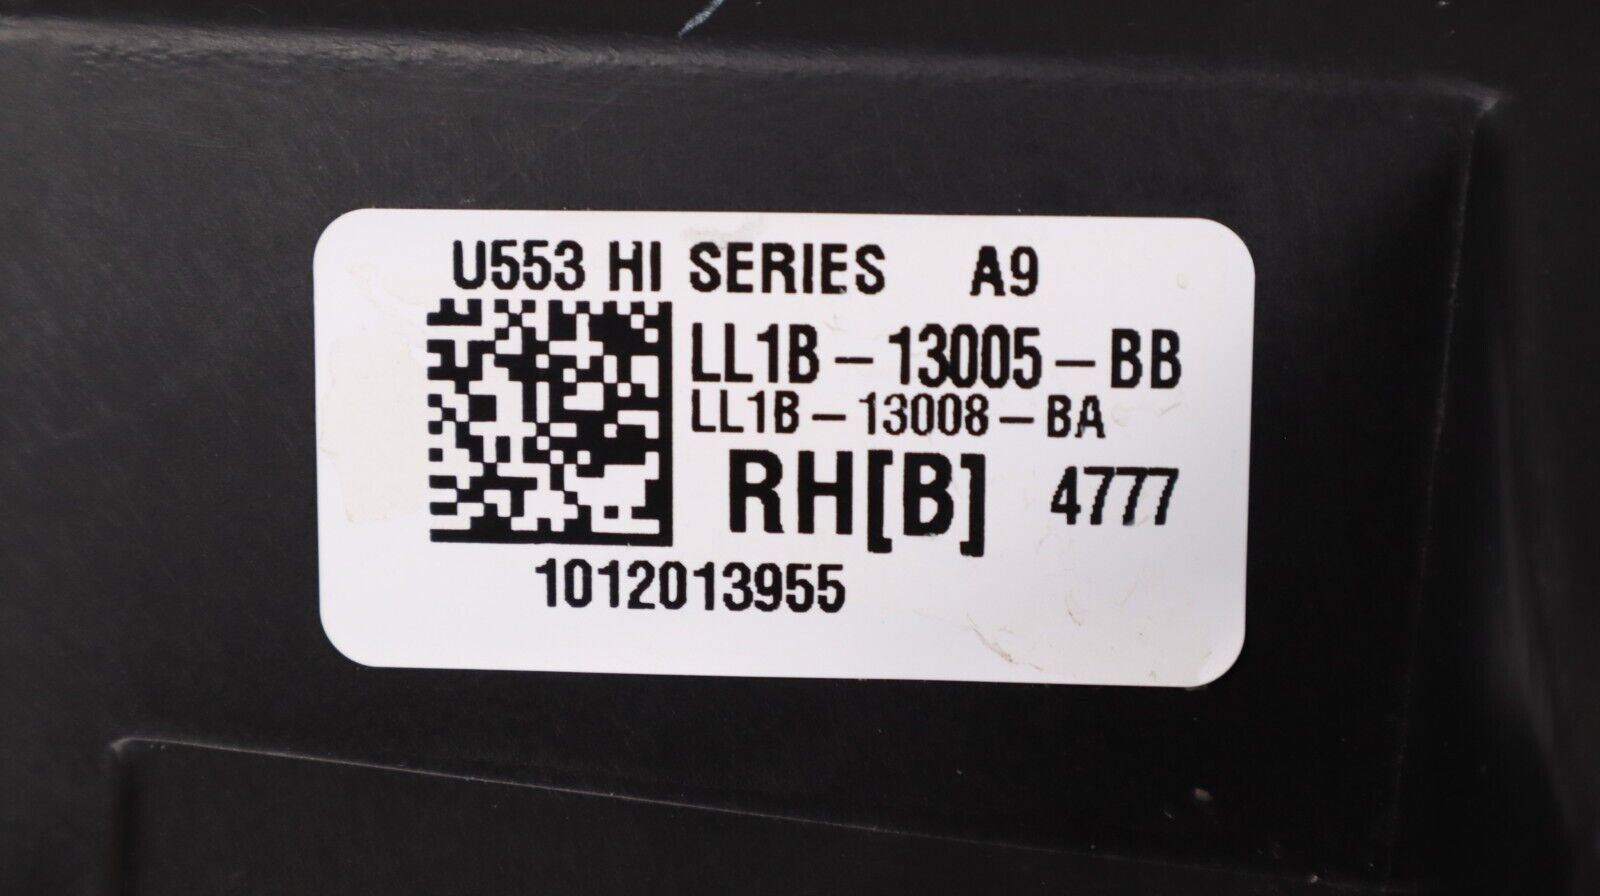 U553 HI SERIES A9
LL1B-13005-BB
LL1B-13008-BA
RH[B] 4777
1012013955